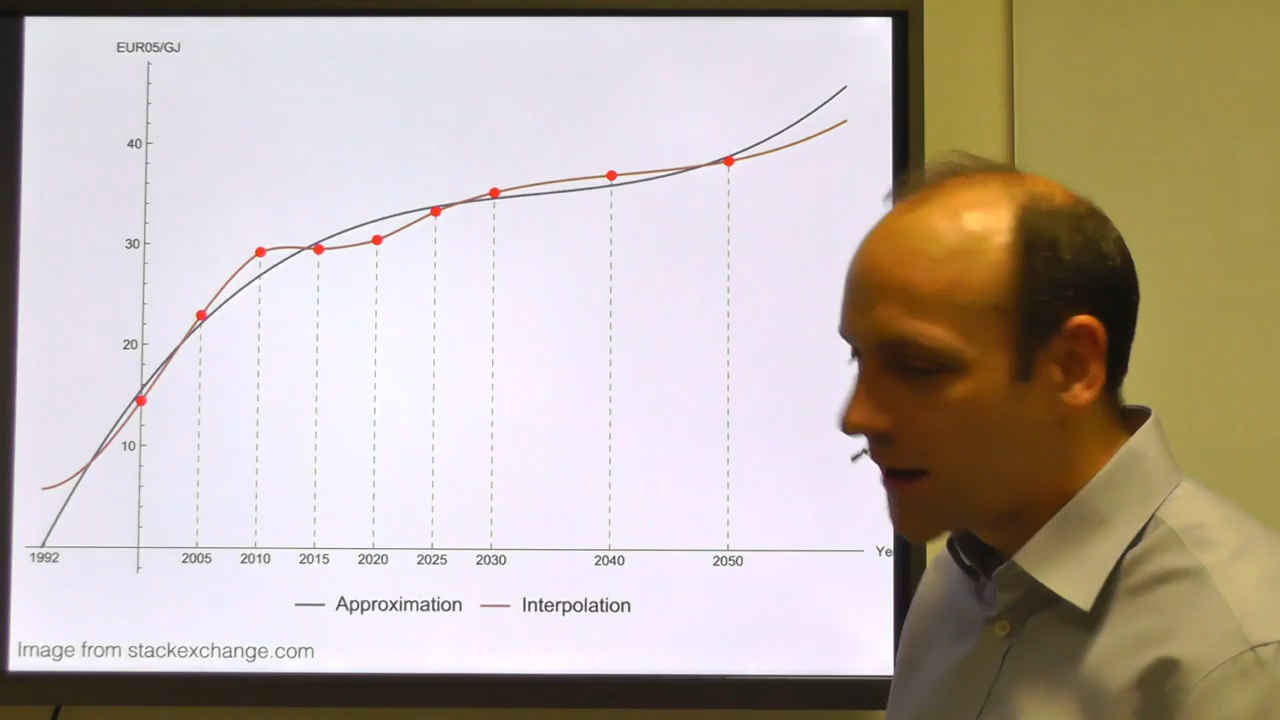 EUR05/GJ
40
30
20
10
1992 2005 2010 2015 2020 2025 2030 2040 2050
Approximation Interpolation
Image from stackexchange.com